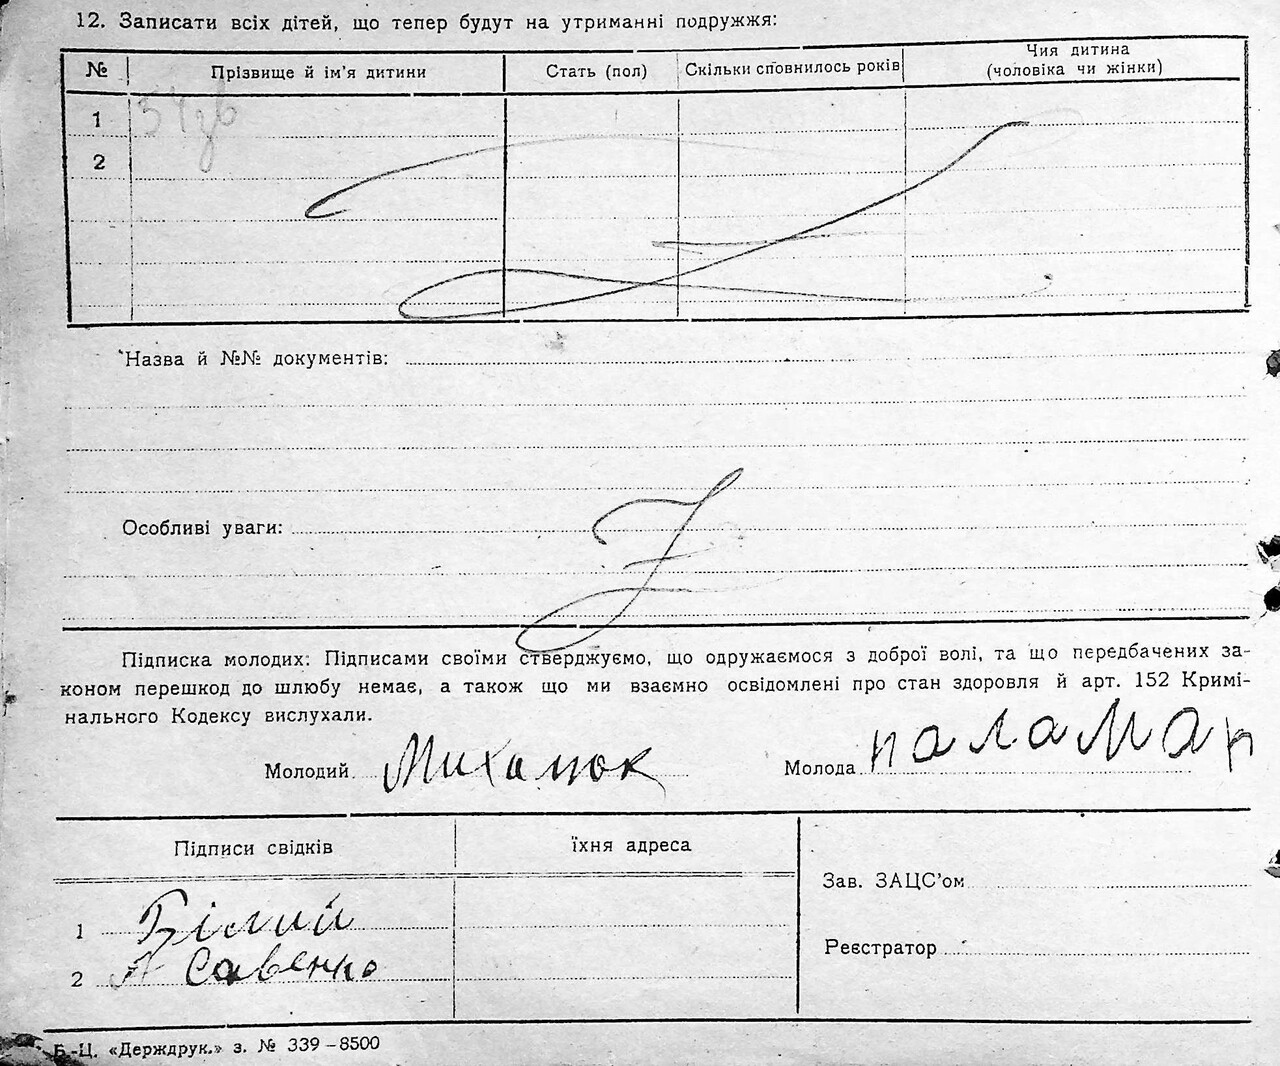 12. Записати всіх дітей, що тепер будут на утриманні подружжя:
№ Прізвище й ім'я дитини Стать (пол) Скільки сповнилось років Чия дитина (чоловіка чи жінки)
1
2
Назва й №№ документів:
Особливі уваги:
Підписка молодих: Підписами своїми стверджуємо, що одружаємося з доброї волі, та що передбачених за-
коном перешкод до шлюбу немає, а також що ми взаємно освідомлені про стан здоровля й арт. 152 Кримі-
нального Кодексу вислухали.
Молодий Михалюк Молода паламар
Підписи свідків їхня адреса
Зав. ЗАЦС'ом
1 Білий
Реєстратор
2 А Савенко
Б.-Ц. «Держдрук.» з. № 339-8500